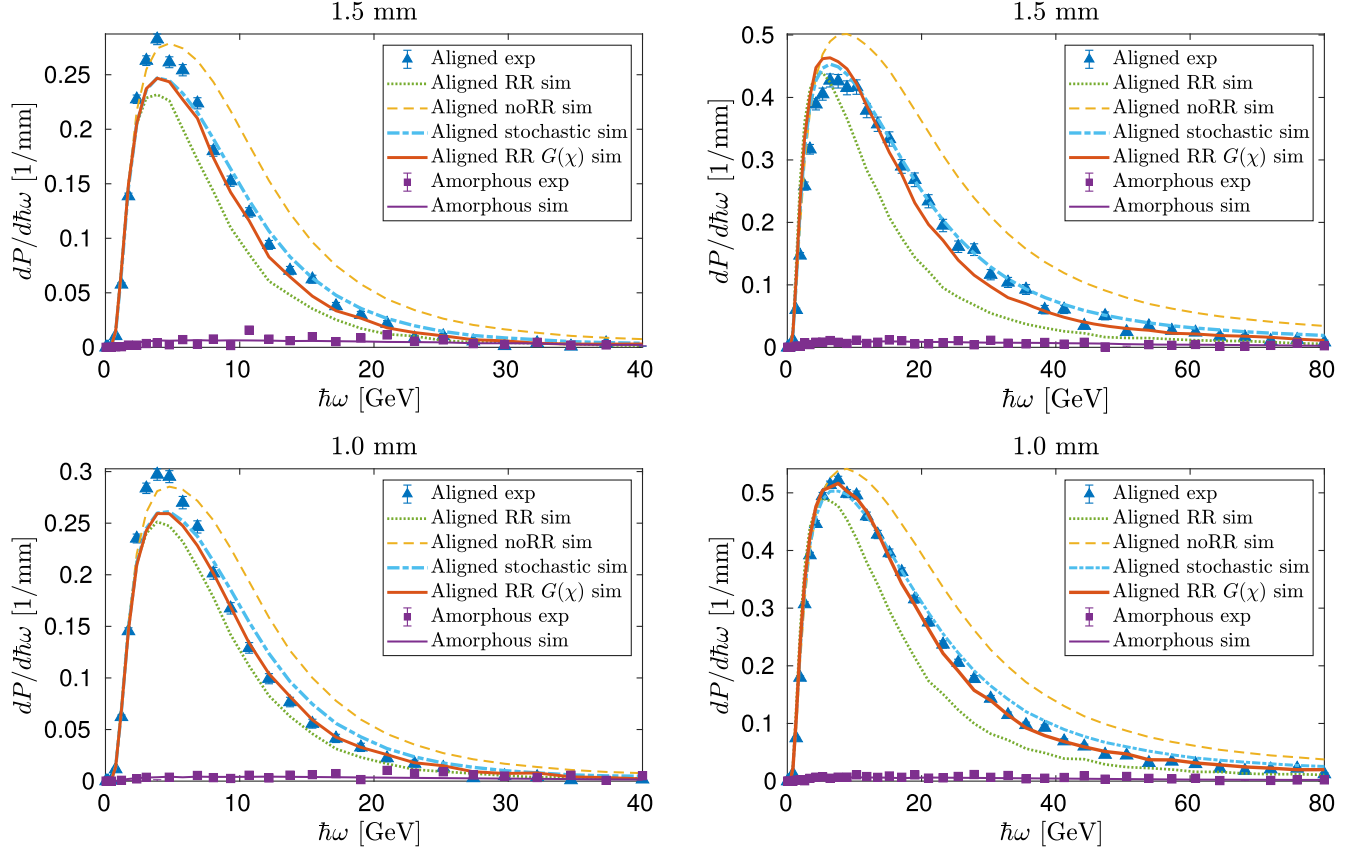 1.5 mm
dP/dħω [1/mm]
0.25
0.2
0.15
0.1
0.05
0
Aligned exp
Aligned RR sim
Aligned noRR sim
Aligned stochastic sim
Aligned RR G(χ) sim
Amorphous exp
Amorphous sim
0 10 20 30 40
ħω [GeV]
1.5 mm
dP/dħω [1/mm]
0.5
0.4
0.3
0.2
0.1
0
Aligned exp
Aligned RR sim
Aligned noRR sim
Aligned stochastic sim
Aligned RR G(χ) sim
Amorphous exp
Amorphous sim
0 20 40 60 80
ħω [GeV]
1.0 mm
dP/dħω [1/mm]
0.3
0.25
0.2
0.15
0.1
0.05
0
Aligned exp
Aligned RR sim
Aligned noRR sim
Aligned stochastic sim
Aligned RR G(χ) sim
Amorphous exp
Amorphous sim
0 10 20 30 40
ħω [GeV]
1.0 mm
dP/dħω [1/mm]
0.5
0.4
0.3
0.2
0.1
0
Aligned exp
Aligned RR sim
Aligned noRR sim
Aligned stochastic sim
Aligned RR G(χ) sim
Amorphous exp
Amorphous sim
0 20 40 60 80
ħω [GeV]